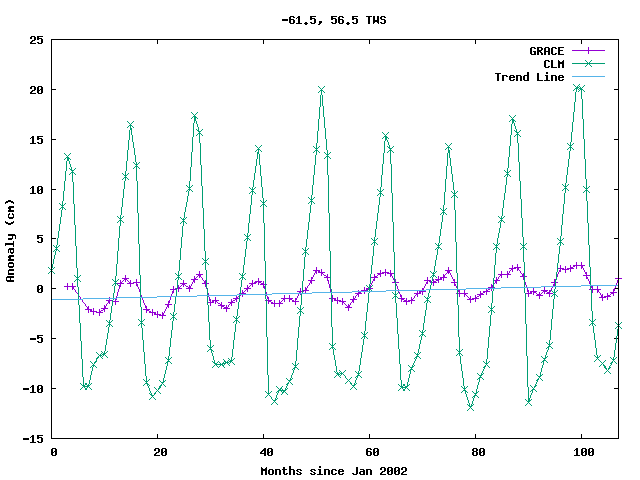 -61.5, 56.5 TWS
GRACE
CLM
Trend Line
25
20
15
10
5
0
-5
-10
-15
Anomaly (cm)
0 20 40 60 80 100
Months since Jan 2002